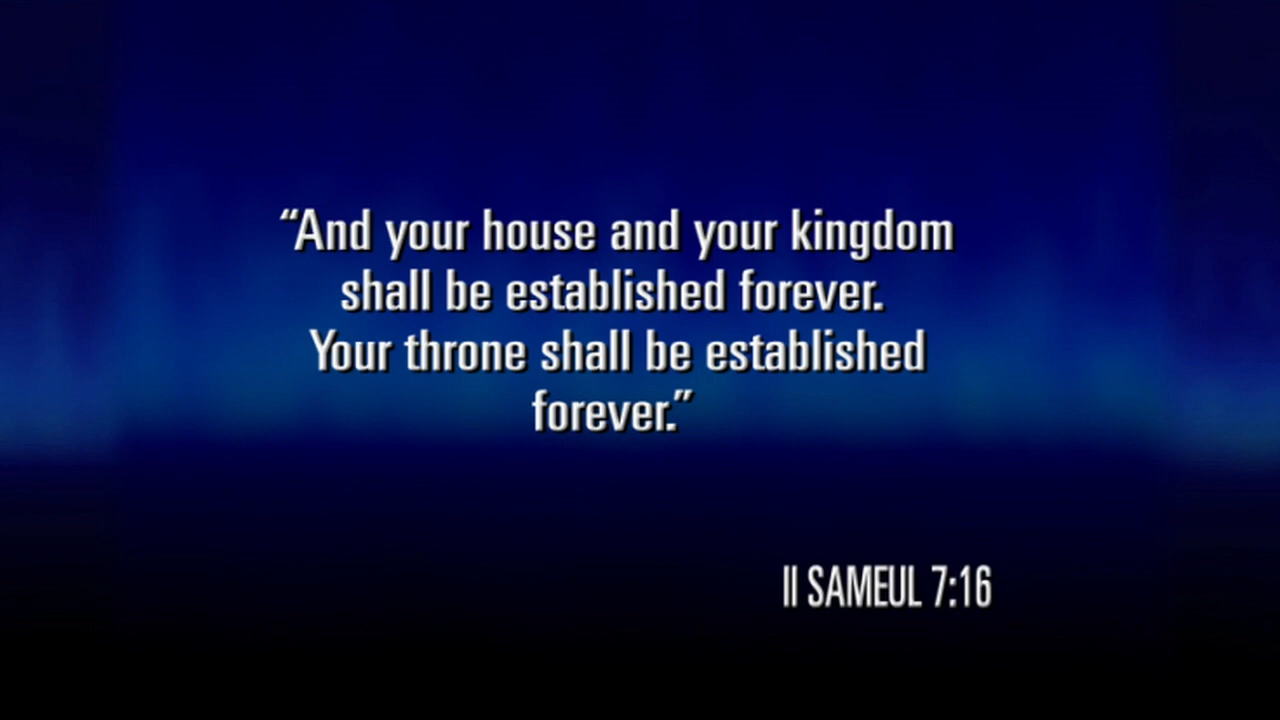 “And your house and your kingdom
shall be established forever.
Your throne shall be established
forever.”
II SAMEUL 7:16